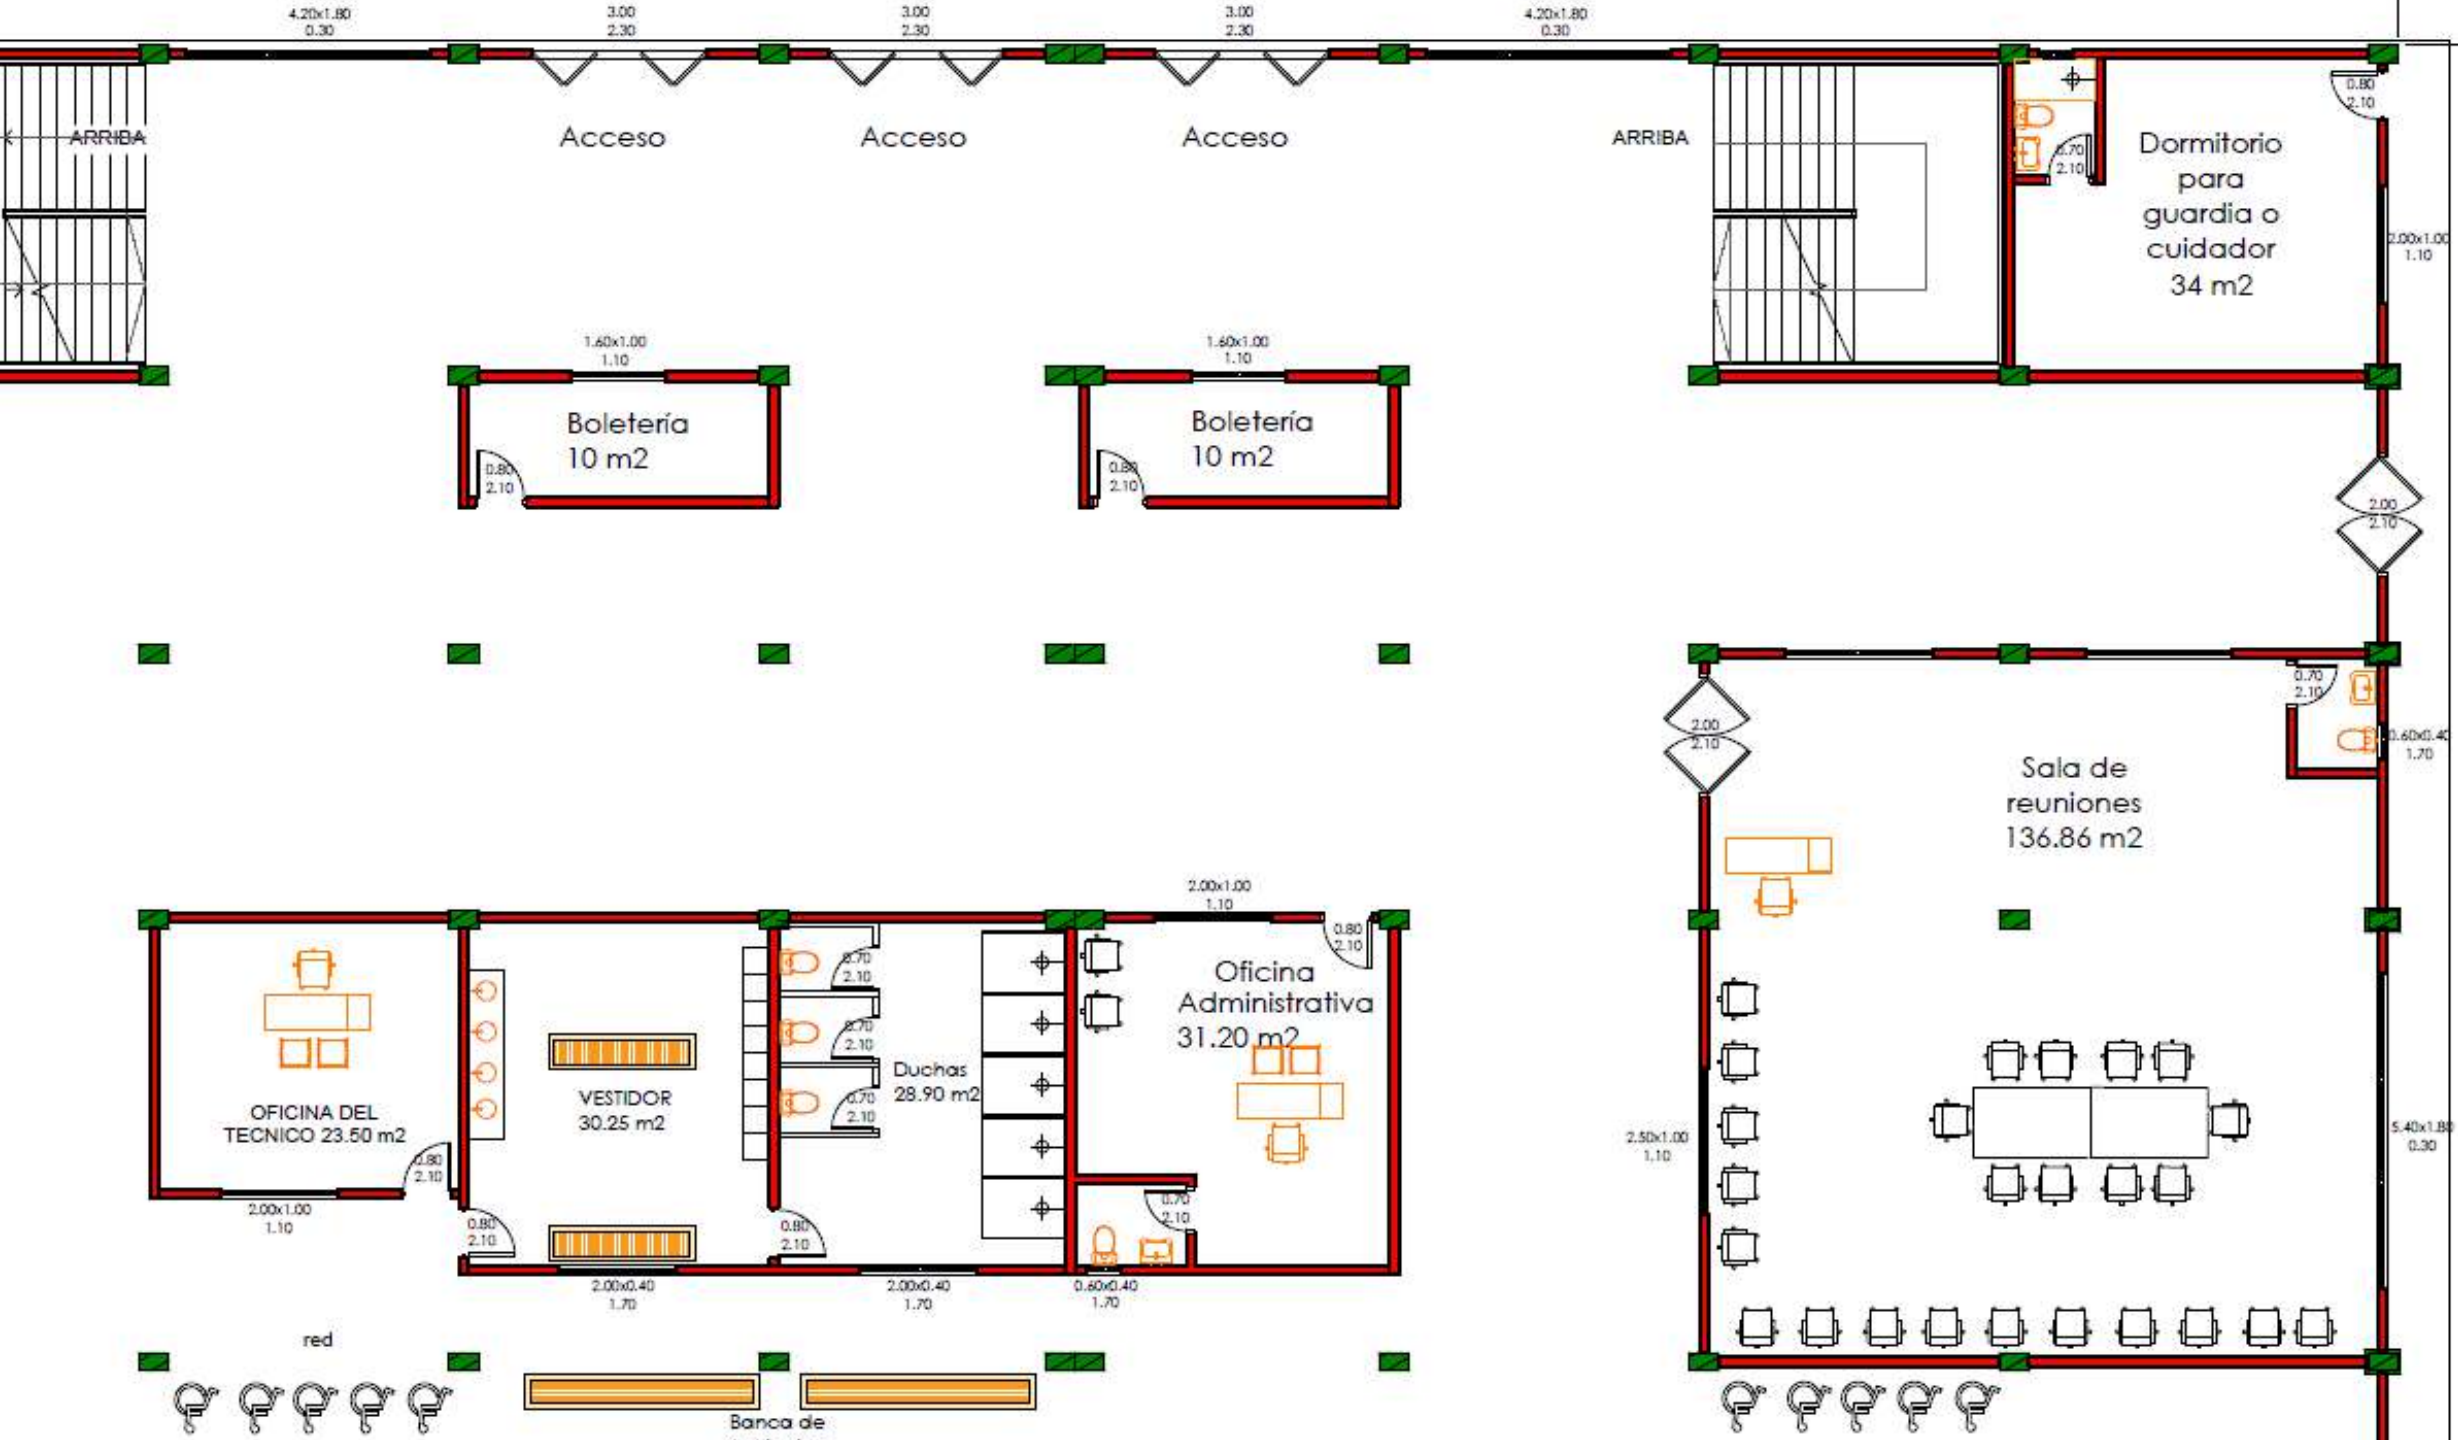 4.20x1.80
0.30
3.00
2.30
3.00
2.30
3.00
2.30
4.20x1.80
0.30
ARRIBA
Acceso
Acceso
Acceso
ARRIBA
0.70
2.10
0.80
2.10
Dormitorio
para
guardia o
cuidador
34 m2
2.00x1.00
1.10
1.60x1.00
1.10
1.60x1.00
1.10
Boletería
10 m2
0.80
2.10
Boletería
10 m2
0.80
2.10
2.00
2.10
0.70
2.10
2.00
2.10
0.60x0.40
1.70
Sala de
reuniones
136.86 m2
2.00x1.00
1.10
0.80
2.10
0.70
2.10
0.70
2.10
0.70
2.10
Oficina
Administrativa
31.20 m2
Duchas
28.90 m2
VESTIDOR
30.25 m2
OFICINA DEL
TECNICO 23.50 m2
0.80
2.10
2.50x1.00
1.10
5.40x1.80
0.30
2.00x1.00
1.10
0.80
2.10
0.80
2.10
0.70
2.10
2.00x0.40
1.70
2.00x0.40
1.70
0.60x0.40
1.70
red
Banca de